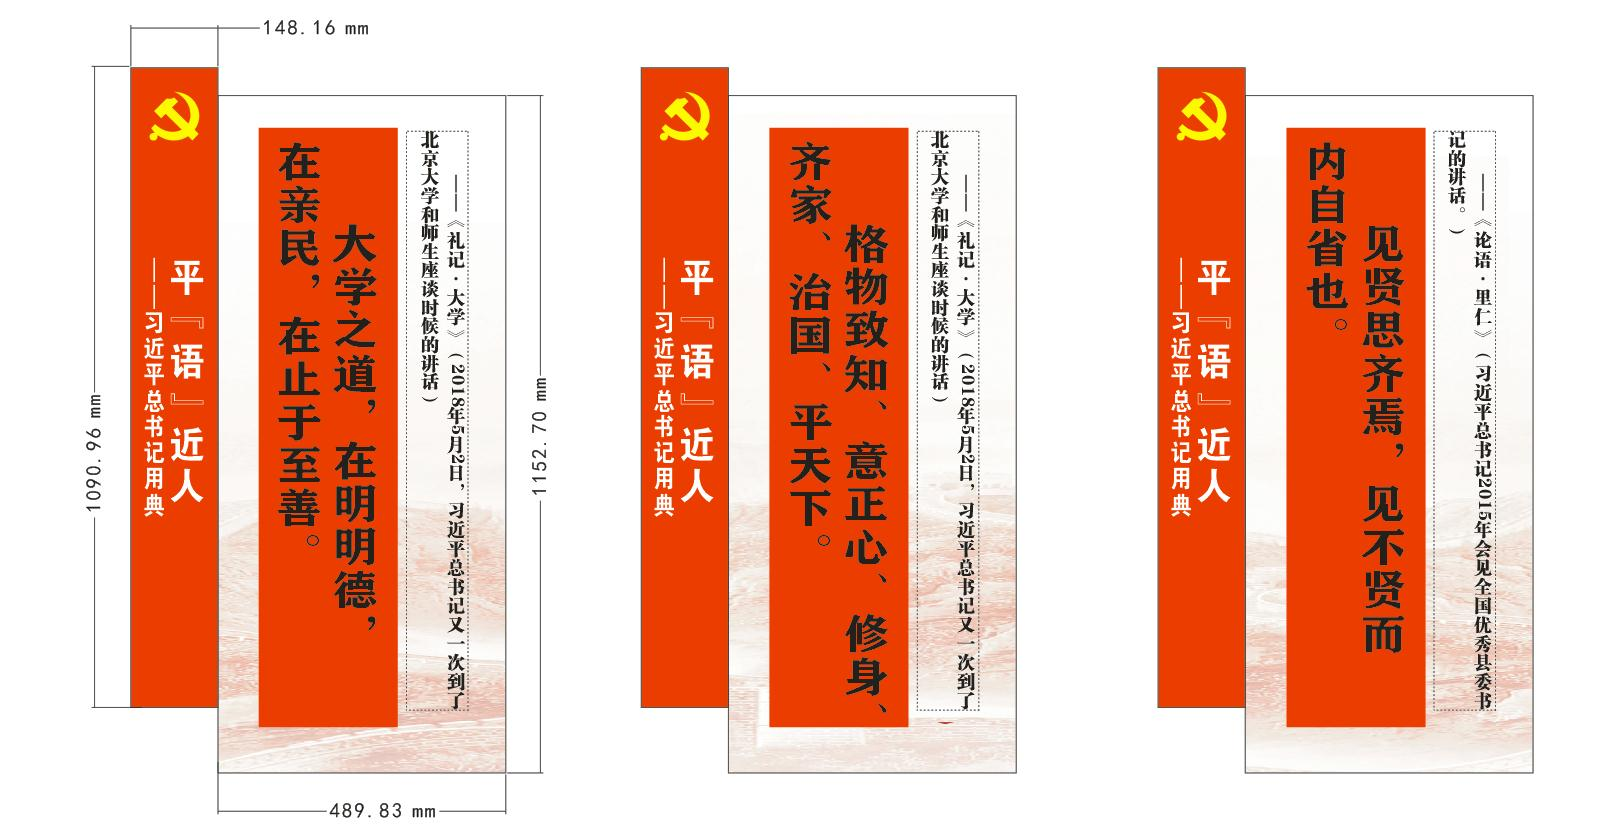 148.16 mm
1090.96 mm
平『语』近人
——习近平总书记用典
——《礼记·大学》(2018年5月2日，习近平总书记又一次到了
北京大学和师生座谈时候的讲话)
大学之道，在明明德，
在亲民，在止于至善。
1152.70 mm
489.83 mm
平『语』近人
——习近平总书记用典
——《礼记·大学》(2018年5月2日，习近平总书记又一次到了
北京大学和师生座谈时候的讲话)
格物致知、意正心、修身、
齐家、治国、平天下。
平『语』近人
——习近平总书记用典
——《论语·里仁》(习近平总书记2015年会见全国优秀县委书
记的讲话。)
见贤思齐焉，见不贤而
内自省也。